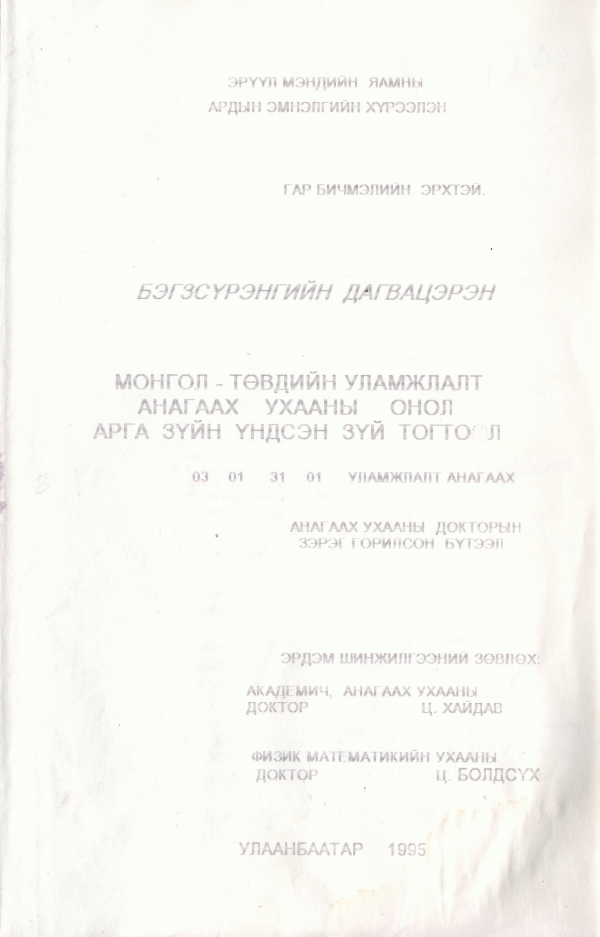 ЭРҮҮЛ МЭНДИЙН ЯАМНЫ
АРДЫН ЭМНЭЛГИЙН ХҮРЭЭЛЭН
ГАР БИЧМЭЛИЙН ЭРХТЭЙ.
БЭГЗСҮРЭНГИЙН ДАГВАЦЭРЭН
МОНГОЛ - ТӨВДИЙН УЛАМЖЛАЛТ
АНАГААХ УХААНЫ ОНОЛ
АРГА ЗҮЙН ҮНДСЭН ЗҮЙ
03 01 31 01 УЛАМЖЛАЛТ АНАГААХ
АНАГААХ УХААНЫ ДОКТОРЫН
ЗЭРЭГ ГОРИЛСОН БҮТЭЭЛ
ЭРДЭМ ШИНЖИЛГЭЭНИЙ ЗӨВЛӨХ:
АКАДЕМИЧ, АНАГААХ УХААНЫ
ДОКТОР Ц. ХАЙДАВ
ФИЗИК МАТЕМАТИКИЙН УХААНЫ
ДОКТОР Ц. БОЛДСҮХ
УЛААНБААТАР 1995